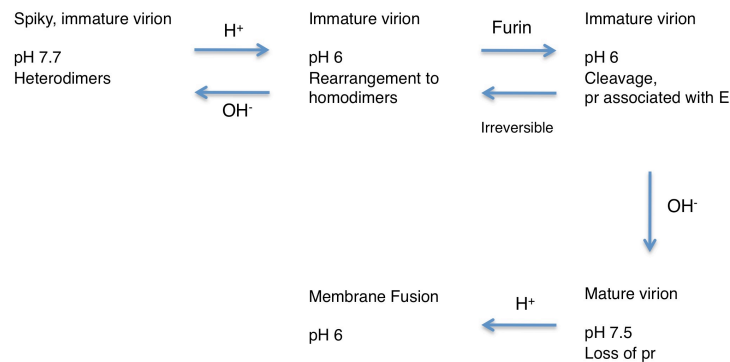 Spiky, immature virion
pH 7.7
Heterodimers
H⁺
OH⁻
Immature virion
pH 6
Rearrangement to
homodimers
Furin
Irreversible
Immature virion
pH 6
Cleavage,
pr associated with E
OH⁻
Mature virion
pH 7.5
Loss of pr
H⁺
Membrane Fusion
pH 6